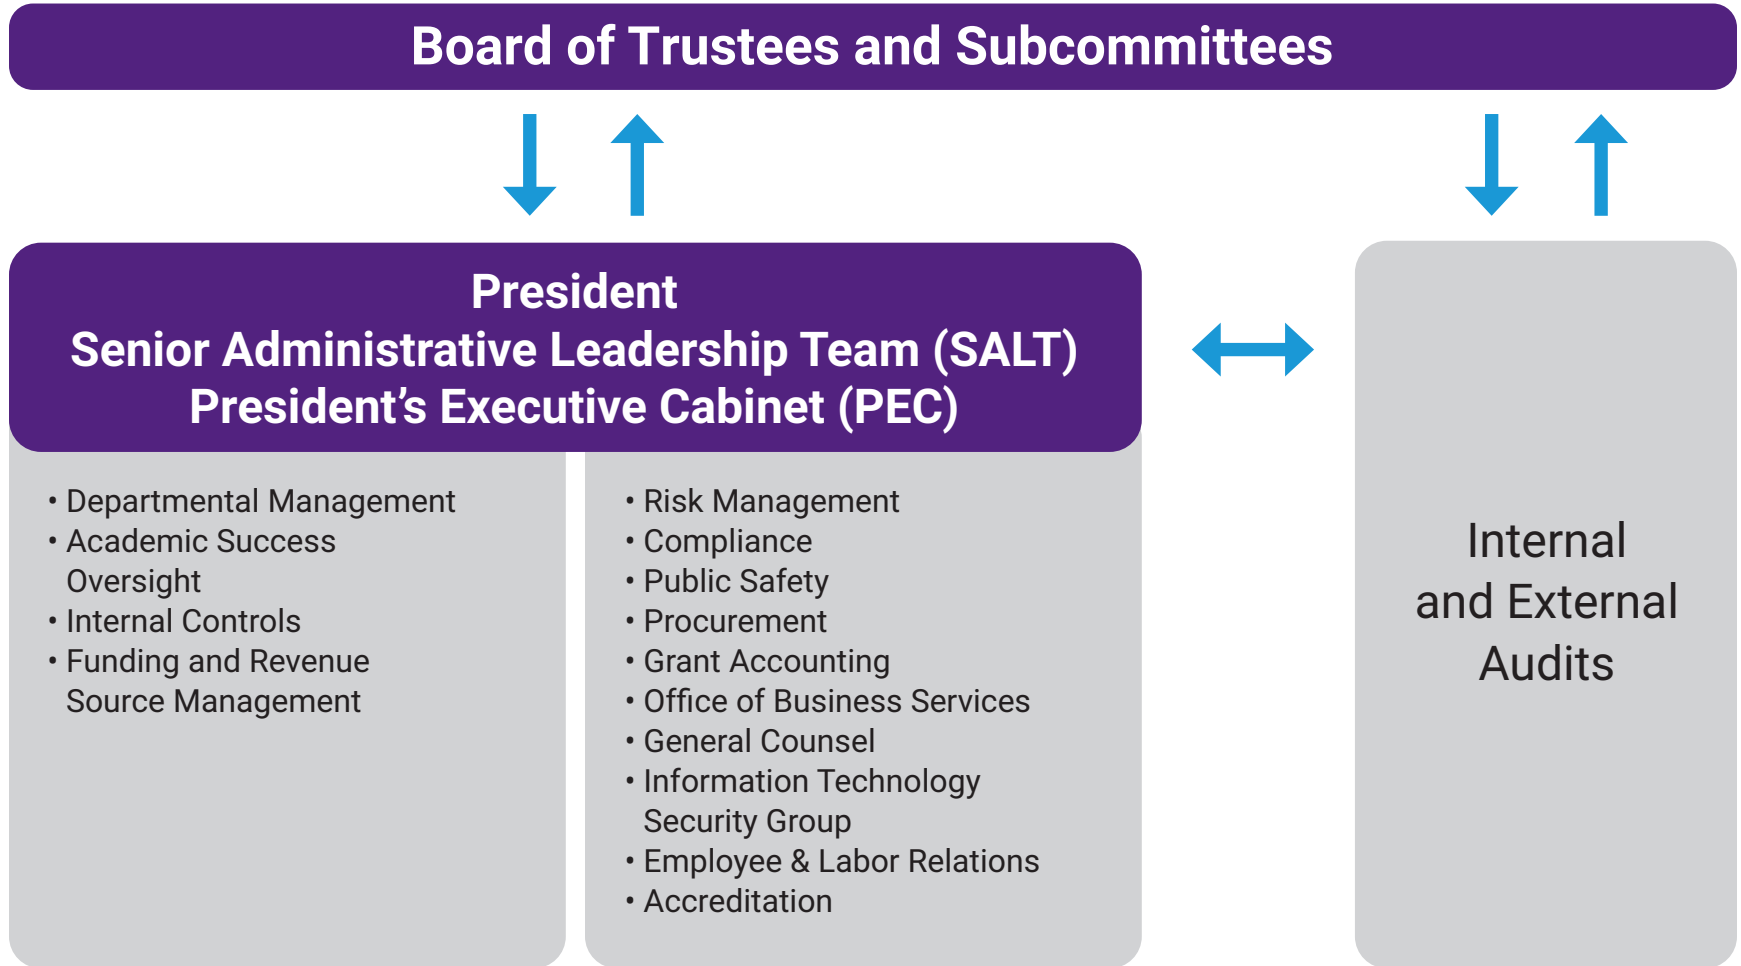 Board of Trustees and Subcommittees
President
Senior Administrative Leadership Team (SALT)
President’s Executive Cabinet (PEC)
• Departmental Management
• Academic Success
Oversight
• Internal Controls
• Funding and Revenue
Source Management
• Risk Management
• Compliance
• Public Safety
• Procurement
• Grant Accounting
• Office of Business Services
• General Counsel
• Information Technology
Security Group
• Employee & Labor Relations
• Accreditation
Internal
and External
Audits